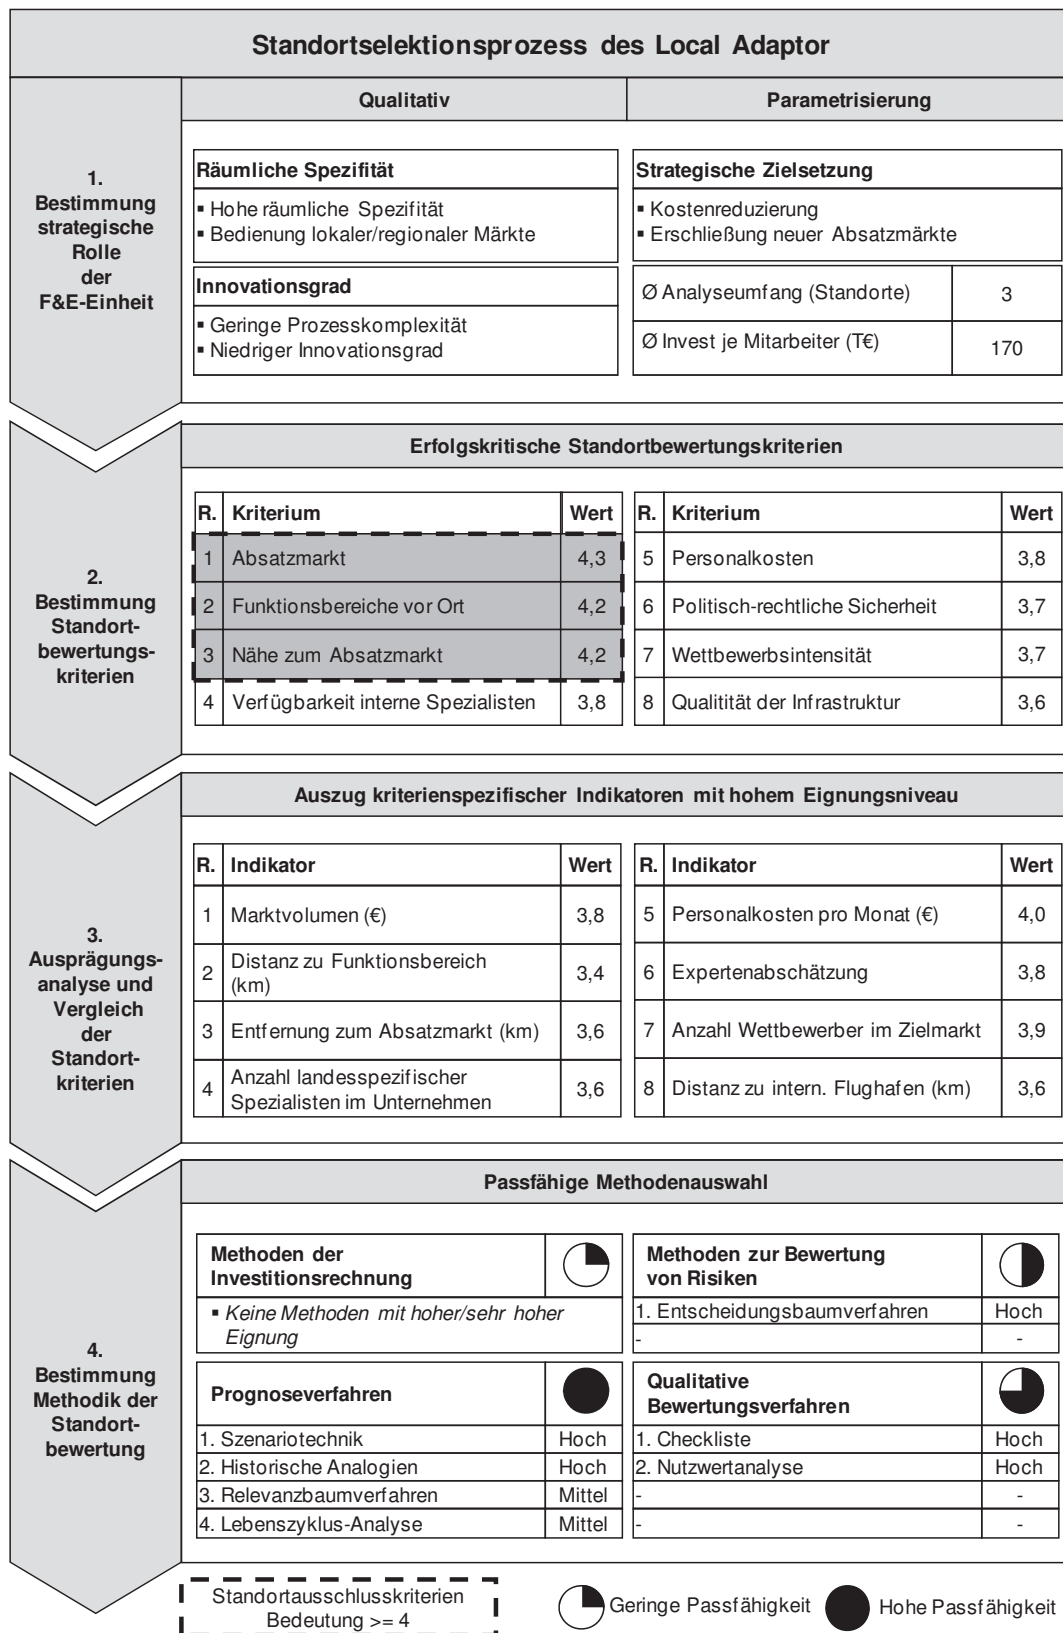 Standortselektionsprozess des Local Adaptor
Qualitativ
Parametrisierung
1.
Bestimmung
strategische
Rolle
der
F&E-Einheit
Räumliche Spezifität
▪ Hohe räumliche Spezifität
▪ Bedienung lokaler/regionaler Märkte
Innovationsgrad
▪ Geringe Prozesskomplexität
▪ Niedriger Innovationsgrad
Strategische Zielsetzung
▪ Kostenreduzierung
▪ Erschließung neuer Absatzmärkte
Ø Analyseumfang (Standorte) 3
Ø Invest je Mitarbeiter (T€) 170
2.
Bestimmung
Standort-
bewertungs-
kriterien
Erfolgskritische Standortbewertungskriterien
R. Kriterium Wert
1 Absatzmarkt 4,3
2 Funktionsbereiche vor Ort 4,2
3 Nähe zum Absatzmarkt 4,2
4 Verfügbarkeit interne Spezialisten 3,8
R. Kriterium Wert
5 Personalkosten 3,8
6 Politisch-rechtliche Sicherheit 3,7
7 Wettbewerbsintensität 3,7
8 Qualitität der Infrastruktur 3,6
3.
Ausprägungs-
analyse und
Vergleich
der
Standort-
kriterien
Auszug kriterienspezifischer Indikatoren mit hohem Eignungsniveau
R. Indikator Wert
1 Marktvolumen (€) 3,8
2 Distanz zu Funktionsbereich
(km) 3,4
3 Entfernung zum Absatzmarkt (km) 3,6
4 Anzahl landesspezifischer
Spezialisten im Unternehmen 3,6
R. Indikator Wert
5 Personalkosten pro Monat (€) 4,0
6 Expertenabschätzung 3,8
7 Anzahl Wettbewerber im Zielmarkt 3,9
8 Distanz zu intern. Flughafen (km) 3,6
4.
Bestimmung
Methodik der
Standort-
bewertung
Passfähige Methodenauswahl
Methoden der
Investitionsrechnung
▪ Keine Methoden mit hoher/sehr hoher
Eignung
Methoden zur Bewertung
von Risiken
1. Entscheidungsbaumverfahren Hoch
- -
Prognoseverfahren
1. Szenariotechnik Hoch
2. Historische Analogien Hoch
3. Relevanzbaumverfahren Mittel
4. Lebenszyklus-Analyse Mittel
Qualitative
Bewertungsverfahren
1. Checkliste Hoch
2. Nutzwertanalyse Hoch
- -
- -
Standortausschlusskriterien
Bedeutung >= 4
Geringe Passfähigkeit
Hohe Passfähigkeit